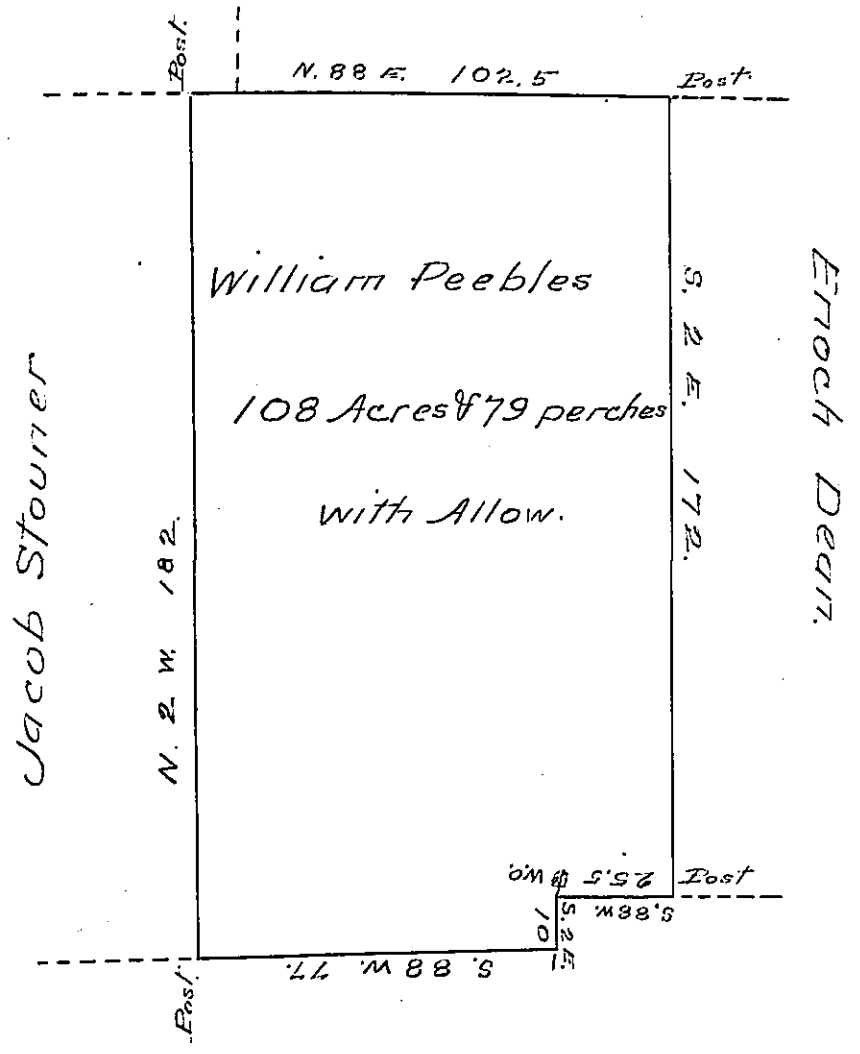 Post.
N. 88 E. 102.5
Post
William Peebles
108 Acres & 79 perches
with Allow.
S. 2 E. 172.
Enoch Dean.
Jacob Stouner
N. 2 W. 182.
W.O.
25.5
Post
S. 88 W.
S. 2 E.
10
S. 88 W. 77.
Post.